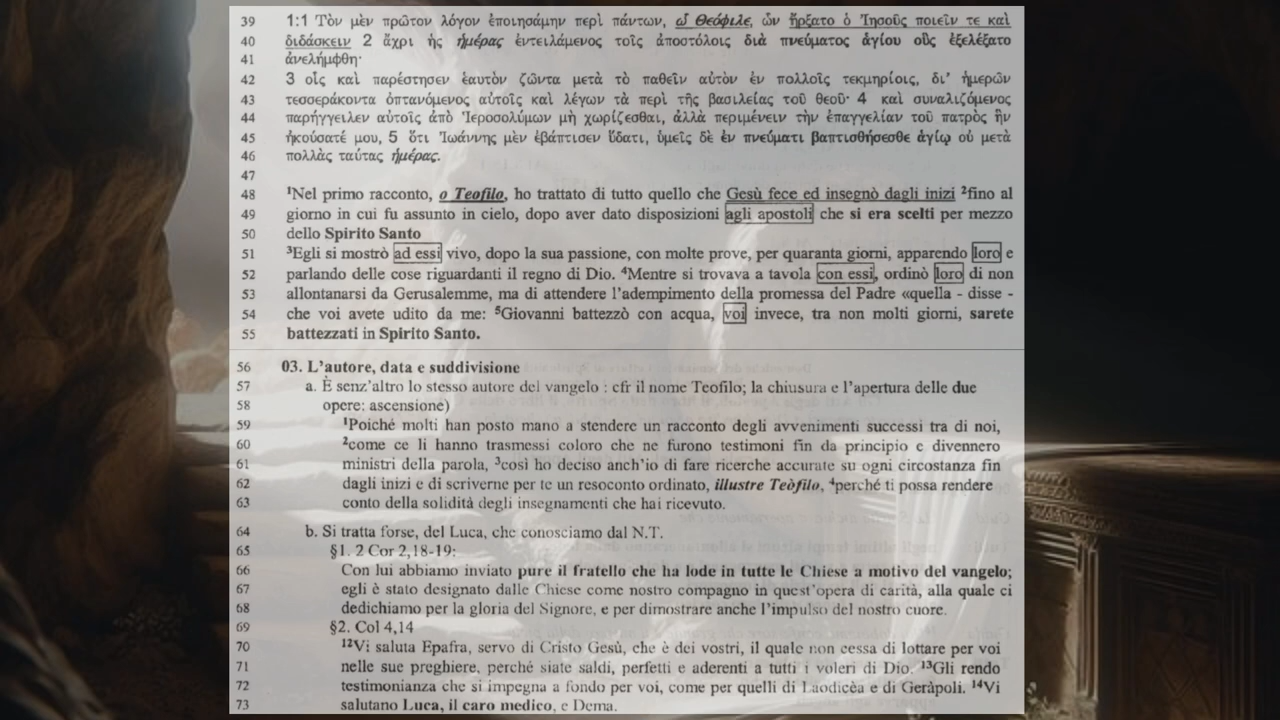 39 1:1 Τὸν μὲν πρῶτον λόγον ἐποιησάμην περὶ πάντων, ὦ Θεόφιλε, ὧν ἤρξατο ὁ Ἰησοῦς ποιεῖν τε καὶ
40 διδάσκειν 2 ἄχρι ἧς ἡμέρας ἐντειλάμενος τοῖς ἀποστόλοις διὰ πνεύματος ἁγίου οὓς ἐξελέξατο
41 ἀνελήμφθη·
42 3 οἷς καὶ παρέστησεν ἑαυτὸν ζῶντα μετὰ τὸ παθεῖν αὐτὸν ἐν πολλοῖς τεκμηρίοις, δι’ ἡμερῶν
43 τεσσεράκοντα ὀπτανόμενος αὐτοῖς καὶ λέγων τὰ περὶ τῆς βασιλείας τοῦ θεοῦ· 4 καὶ συναλιζόμενος
44 παρήγγειλεν αὐτοῖς ἀπὸ Ἱεροσολύμων μὴ χωρίζεσθαι, ἀλλὰ περιμένειν τὴν ἐπαγγελίαν τοῦ πατρὸς ἣν
45 ἠκούσατέ μου, 5 ὅτι Ἰωάννης μὲν ἐβάπτισεν ὕδατι, ὑμεῖς δὲ ἐν πνεύματι βαπτισθήσεσθε ἁγίῳ οὐ μετὰ
46 πολλὰς ταύτας ἡμέρας.
47
48 ¹Nel primo racconto, o Teofilo, ho trattato di tutto quello che Gesù fece ed insegnò dagli inizi ²fino al
49 giorno in cui fu assunto in cielo, dopo aver dato disposizioni agli apostoli che si era scelti per mezzo
50 dello Spirito Santo
51 ³Egli si mostrò ad essi vivo, dopo la sua passione, con molte prove, per quaranta giorni, apparendo loro e
52 parlando delle cose riguardanti il regno di Dio. ⁴Mentre si trovava a tavola con essi, ordinò loro di non
53 allontanarsi da Gerusalemme, ma di attendere l’adempimento della promessa del Padre «quella - disse -
54 che voi avete udito da me: ⁵Giovanni battezzò con acqua, voi invece, tra non molti giorni, sarete
55 battezzati in Spirito Santo.
56 03. L’autore, data e suddivisione
57 a. È senz’altro lo stesso autore del vangelo : cfr il nome Teofilo; la chiusura e l’apertura delle due
58 opere: ascensione)
59 ¹Poiché molti han posto mano a stendere un racconto degli avvenimenti successi tra di noi,
60 ²come ce li hanno trasmessi coloro che ne furono testimoni fin da principio e divennero
61 ministri della parola, ³così ho deciso anch’io di fare ricerche accurate su ogni circostanza fin
62 dagli inizi e di scriverne per te un resoconto ordinato, illustre Teòfilo, ⁴perché ti possa rendere
63 conto della solidità degli insegnamenti che hai ricevuto.
64 b. Si tratta forse, del Luca, che conosciamo dal N.T.
65 §1. 2 Cor 2,18-19:
66 Con lui abbiamo inviato pure il fratello che ha lode in tutte le Chiese a motivo del vangelo;
67 egli è stato designato dalle Chiese come nostro compagno in quest’opera di carità, alla quale ci
68 dedichiamo per la gloria del Signore, e per dimostrare anche l’impulso del nostro cuore.
69 §2. Col 4,14
70 ¹²Vi saluta Epafra, servo di Cristo Gesù, che è dei vostri, il quale non cessa di lottare per voi
71 nelle sue preghiere, perché siate saldi, perfetti e aderenti a tutti i voleri di Dio. ¹³Gli rendo
72 testimonianza che si impegna a fondo per voi, come per quelli di Laodicèa e di Geràpoli. ¹⁴Vi
73 salutano Luca, il caro medico, e Dema.